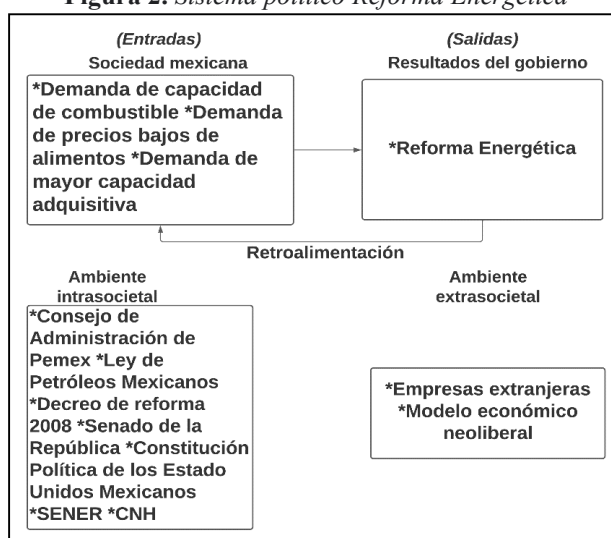 Figura 2. Sistema político Reforma Energética
(Entradas)
Sociedad mexicana
*Demanda de capacidad
de combustible *Demanda
de precios bajos de
alimentos *Demanda de
mayor capacidad
adquisitiva
(Salidas)
Resultados del gobierno
*Reforma Energética
Retroalimentación
Ambiente
intrasocietal
*Consejo de
Administración de
Pemex *Ley de
Petróleos Mexicanos
*Decreo de reforma
2008 *Senado de la
República *Constitución
Política de los Estado
Unidos Mexicanos
*SENER *CNH
Ambiente
extrasocietal
*Empresas extranjeras
*Modelo económico
neoliberal